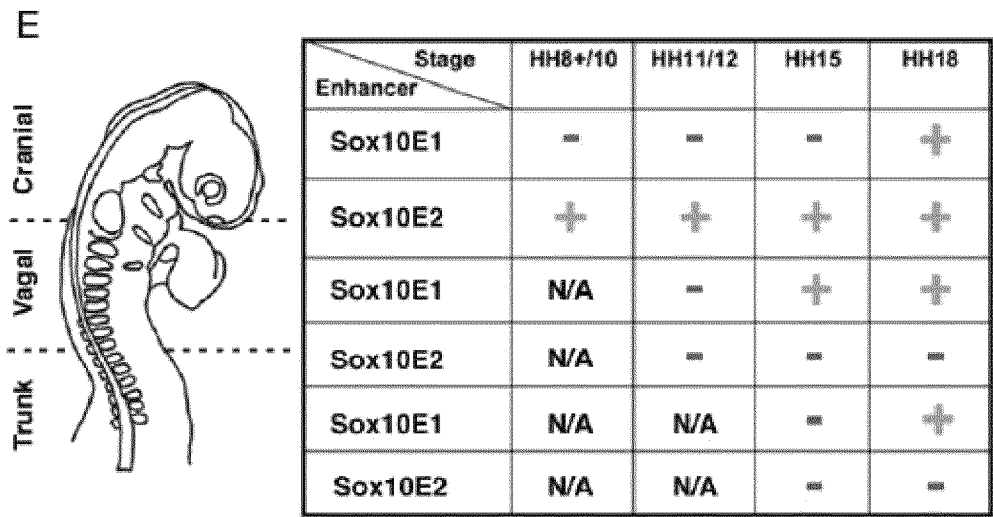 E
Cranial
Vagal
Trunk
Stage HH8+/10 HH11/12 HH15 HH18
Enhancer
Sox10E1 - - - +
Sox10E2 + + + +
Sox10E1 N/A - + +
Sox10E2 N/A - - -
Sox10E1 N/A N/A - +
Sox10E2 N/A N/A - -